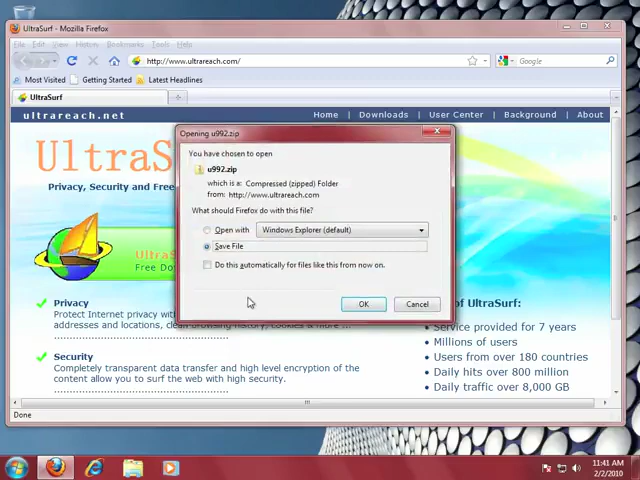 UltraSurf - Mozilla Firefox
File Edit View History Bookmarks Tools Help
http://www.ultrareach.com/
Google
Most Visited Getting Started Latest Headlines
UltraSurf
ultrareach.net Home Downloads User Center Background About
UltraS
Privacy, Security and Free
UltraS
Free Do
Opening u992.zip
You have chosen to open
u992.zip
which is a: Compressed (zipped) Folder
from: http://www.ultrareach.com
What should Firefox do with this file?
Open with Windows Explorer (default)
Save File
Do this automatically for files like this from now on.
OK Cancel
Privacy
Protect Internet privacy with
addresses and locations, clean browsing history, cookies & more ...
Security
Completely transparent data transfer and high level encryption of the
content allow you to surf the web with high security.
of UltraSurf:
• Service provided for 7 years
• Millions of users
• Users from over 180 countries
• Daily hits over 800 million
• Daily traffic over 8,000 GB
Done
11:41 AM
2/2/2010